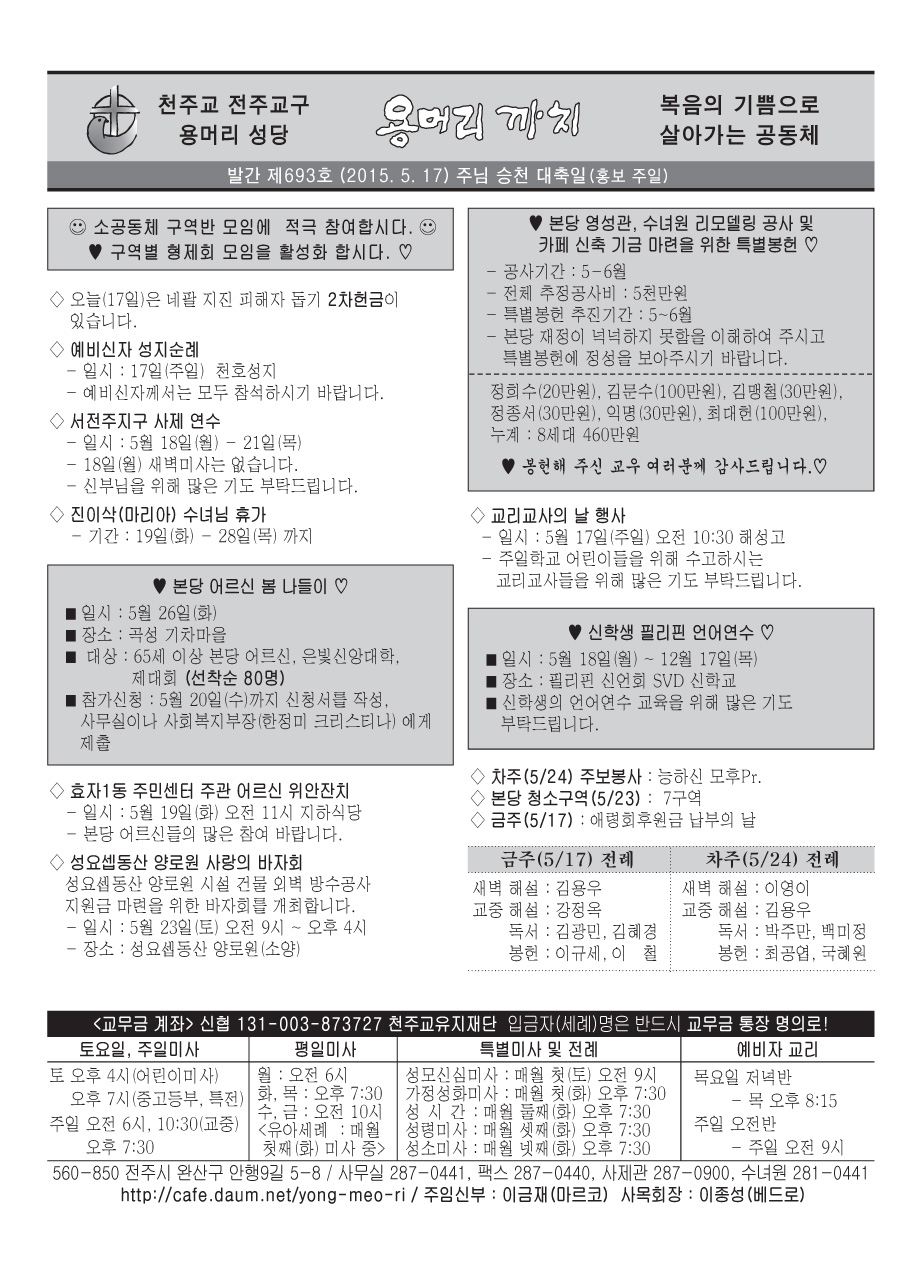 천주교 전주교구
용머리 성당
용머리 까치
복음의 기쁨으로
살아가는 공동체
발간 제693호 (2015. 5. 17) 주님 승천 대축일(홍보 주일)
☺ 소공동체 구역반 모임에 적극 참여합시다. ☺
♥ 구역별 형제회 모임을 활성화 합시다. ♡
◇ 오늘(17일)은 네팔 지진 피해자 돕기 2차헌금이
있습니다.
◇ 예비신자 성지순례
- 일시 : 17일(주일) 천호성지
- 예비신자께서는 모두 참석하시기 바랍니다.
◇ 서전주지구 사제 연수
- 일시 : 5월 18일(월) - 21일(목)
- 18일(월) 새벽미사는 없습니다.
- 신부님을 위해 많은 기도 부탁드립니다.
◇ 진이삭(마리아) 수녀님 휴가
- 기간 : 19일(화) - 28일(목) 까지
♥ 본당 어르신 봄 나들이 ♡
■ 일시 : 5월 26일(화)
■ 장소 : 곡성 기차마을
■ 대상 : 65세 이상 본당 어르신, 은빛신앙대학,
제대회 (선착순 80명)
■ 참가신청 : 5월 20일(수)까지 신청서를 작성,
사무실이나 사회복지부장(한정미 크리스티나) 에게
제출
◇ 효자1동 주민센터 주관 어르신 위안잔치
- 일시 : 5월 19일(화) 오전 11시 지하식당
- 본당 어르신들의 많은 참여 바랍니다.
◇ 성요셉동산 양로원 사랑의 바자회
성요셉동산 양로원 시설 건물 외벽 방수공사
지원금 마련을 위한 바자회를 개최합니다.
- 일시 : 5월 23일(토) 오전 9시 ~ 오후 4시
- 장소 : 성요셉동산 양로원(소양)
♥ 본당 영성관, 수녀원 리모델링 공사 및
카페 신축 기금 마련을 위한 특별봉헌 ♡
- 공사기간 : 5-6월
- 전체 추정공사비 : 5천만원
- 특별봉헌 추진기간 : 5~6월
- 본당 재정이 넉넉하지 못함을 이해하여 주시고
특별봉헌에 정성을 보아주시기 바랍니다.
정희수(20만원), 김문수(100만원), 김맹철(30만원),
정종서(30만원), 익명(30만원), 최대헌(100만원),
누계 : 8세대 460만원
♥ 봉헌해 주신 교우 여러분께 감사드립니다.♡
◇ 교리교사의 날 행사
- 일시 : 5월 17일(주일) 오전 10:30 해성고
- 주일학교 어린이들을 위해 수고하시는
교리교사들을 위해 많은 기도 부탁드립니다.
♥ 신학생 필리핀 언어연수 ♡
■ 일시 : 5월 18일(월) ~ 12월 17일(목)
■ 장소 : 필리핀 신언회 SVD 신학교
■ 신학생의 언어연수 교육을 위해 많은 기도
부탁드립니다.
◇ 차주(5/24) 주보봉사 : 능하신 모후Pr.
◇ 본당 청소구역(5/23) : 7구역
◇ 금주(5/17) : 애령회후원금 납부의 날
금주(5/17) 전례
새벽 해설 : 김용우
교중 해설 : 강정옥
독서 : 김광민, 김혜경
봉헌 : 이규세, 이 철
차주(5/24) 전례
새벽 해설 : 이영이
교중 해설 : 김용우
독서 : 박주만, 백미정
봉헌 : 최공엽, 국혜원
<교무금 계좌> 신협 131-003-873727 천주교유지재단 입금자(세례)명은 반드시 교무금 통장 명의로!
토요일, 주일미사
토 오후 4시(어린이미사)
오후 7시(중고등부, 특전)
주일 오전 6시, 10:30(교중)
오후 7:30
평일미사
월 : 오전 6시
화, 목 : 오후 7:30
수, 금 : 오전 10시
<유아세례 : 매월
첫째(화) 미사 중>
특별미사 및 전례
성모신심미사 : 매월 첫(토) 오전 9시
가정성화미사 : 매월 첫(화) 오후 7:30
성 시 간 : 매월 둘째(화) 오후 7:30
성령미사 : 매월 셋째(화) 오후 7:30
성소미사 : 매월 넷째(화) 오후 7:30
예비자 교리
목요일 저녁반
- 목 오후 8:15
주일 오전반
- 주일 오전 9시
560-850 전주시 완산구 안행9길 5-8 / 사무실 287-0441, 팩스 287-0440, 사제관 287-0900, 수녀원 281-0441
http://cafe.daum.net/yong-meo-ri / 주임신부 : 이금재(마르코) 사목회장 : 이종성(베드로)